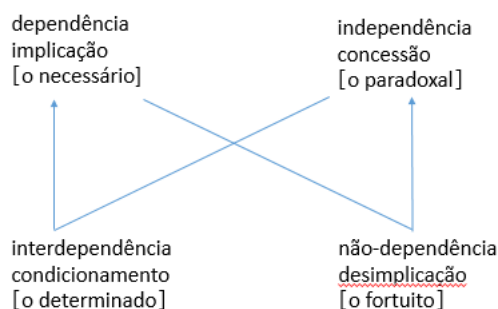 dependência
implicação
[o necessário]
independência
concessão
[o paradoxal]
interdependência
condicionamento
[o determinado]
não-dependência
desimplicação
[o fortuito]